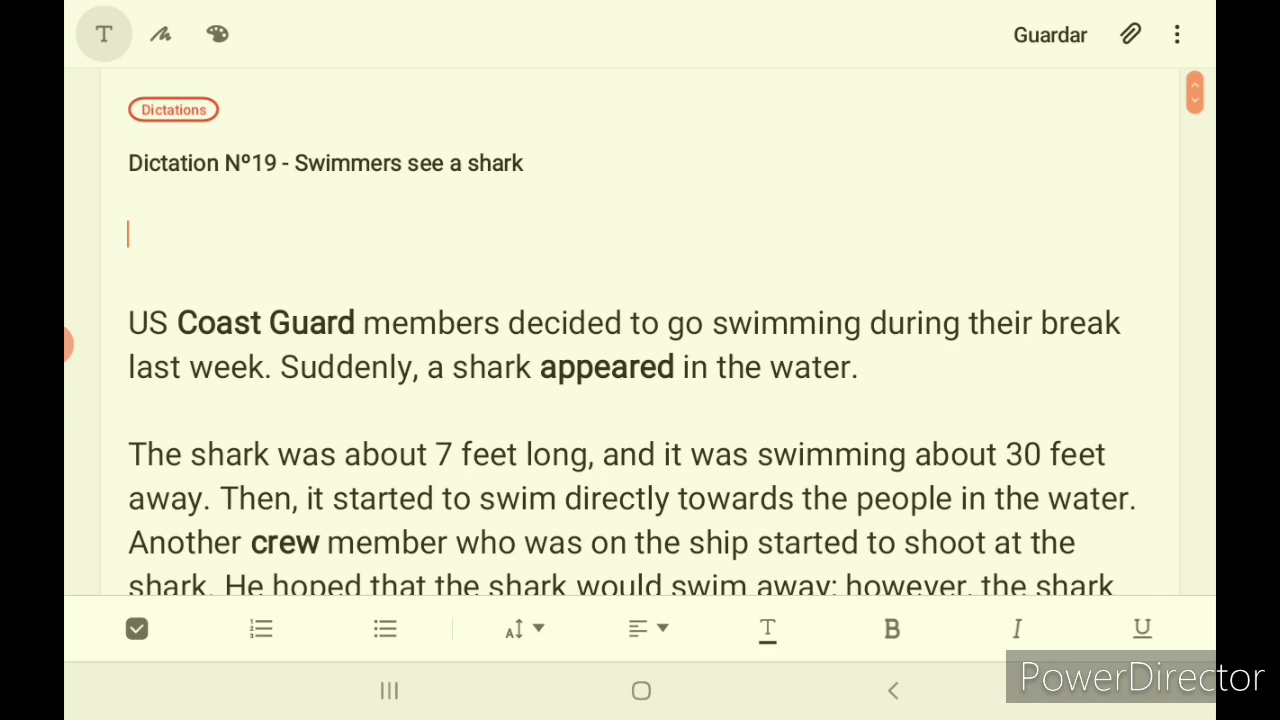 Guardar
Dictations
Dictation Nº19 - Swimmers see a shark
US Coast Guard members decided to go swimming during their break
last week. Suddenly, a shark appeared in the water.
The shark was about 7 feet long, and it was swimming about 30 feet
away. Then, it started to swim directly towards the people in the water.
Another crew member who was on the ship started to shoot at the
shark. He hoped that the shark would swim away; however, the shark
PowerDirector